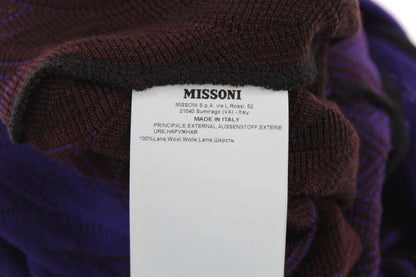 MISSONI
MISSONI S.p.A. via L. Rossi, 52
21040 Sumirago (VA) - Italy
MADE IN ITALY
PRINCIPALE,EXTERNAL,AUSSENSTOFF,EXTERIE
URE,НАРУЖНАЯ
100%Lana,Wool,Wolle,Laine,Шерсть